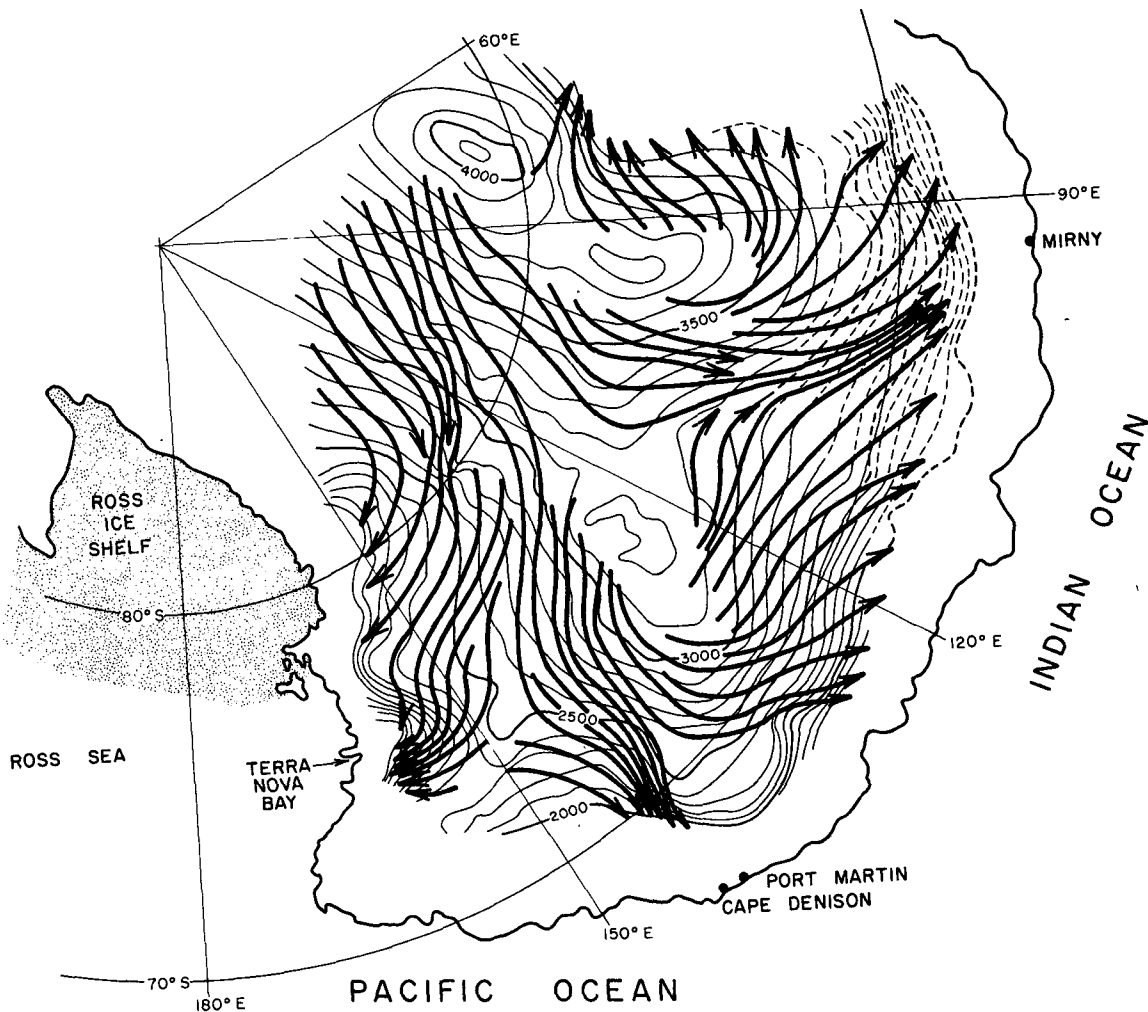 60°E
4000
90°E
MIRNY
3500
ROSS
ICE
SHELF
80°S
INDIAN OCEAN
120°E
3000
2500
ROSS SEA
TERRA
NOVA
BAY
2000
PORT MARTIN
CAPE DENISON
150°E
70°S
180°E
PACIFIC OCEAN